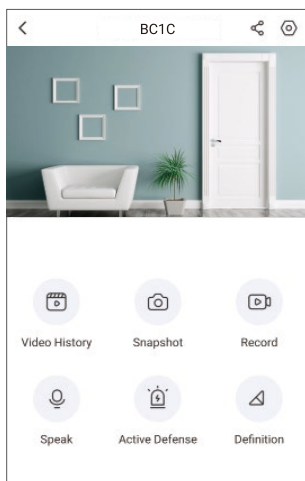 BC1C
Video History
Snapshot
Record
Speak
Active Defense
Definition